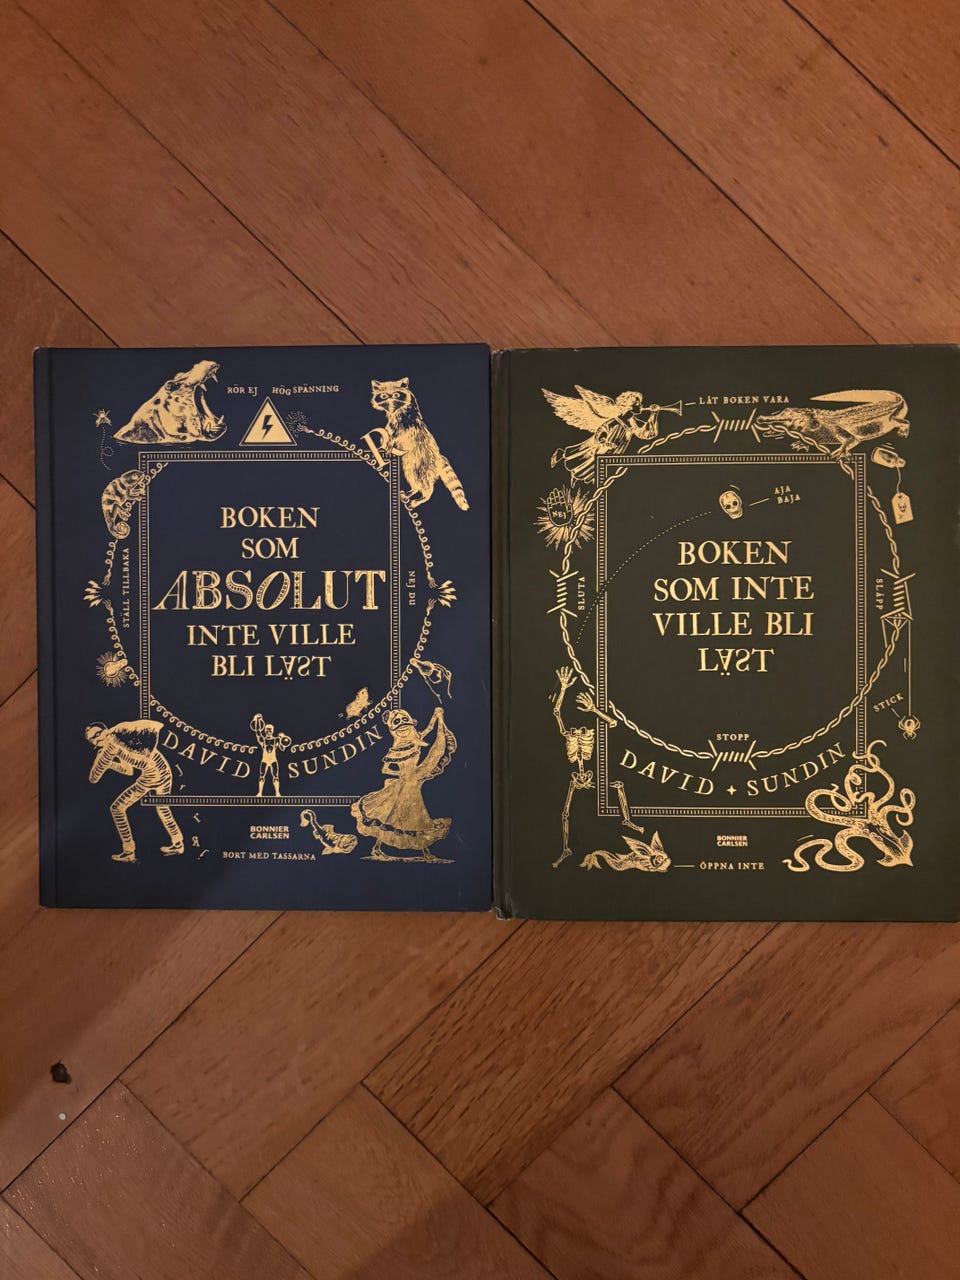 RÖR EJ
HÖGSPÄNNING
P
STÄLL TILLBAKA
NEJ DU
BOKEN
SOM
ABSOLUT
INTE VILLE
BLI LÄST
DAVID SUNDIN
BONNIER
CARLSEN
BORT MED TASSARNA
LÅT BOKEN VARA
NEJ
AJA
BAJA
SLUTA
SLÄPP
BOKEN
SOM INTE
VILLE BLI
LÄST
STICK
STOPP
DAVID SUNDIN
BONNIER
CARLSEN
ÖPPNA INTE